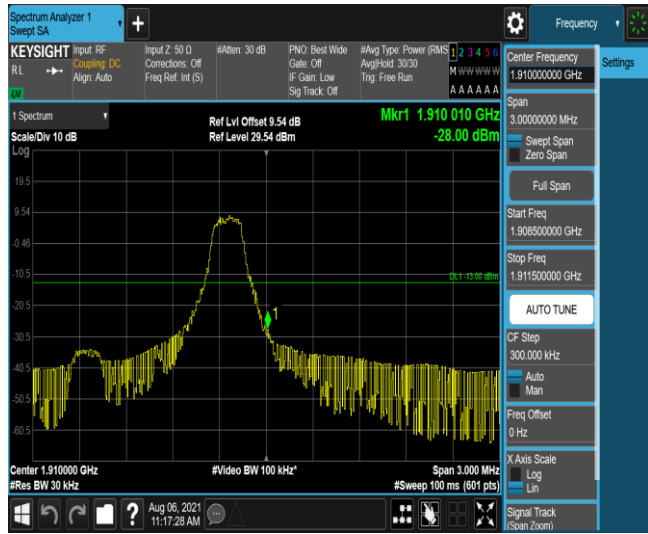 Spectrum Analyzer 1
Swept SA
Frequency
KEYSIGHT
RL
LXI
Input: RF
Coupling: DC
Align: Auto
Input Z: 50 Ω
Corrections: Off
Freq Ref: Int (S)
#Atten: 30 dB
PNO: Best Wide
Gate: Off
IF Gain: Low
Sig Track: Off
#Avg Type: Power (RMS
Avg|Hold: 30/30
Trig: Free Run
1 2 3 4 5 6
M W W W W W
A A A A A A
1 Spectrum
Scale/Div 10 dB
Log
Ref Lvl Offset 9.54 dB
Ref Level 29.54 dBm
Mkr1 1.910 010 GHz
-28.00 dBm
19.5
9.54
-0.46
-10.5
DL1 -13.00 dBm
-20.5
1
-30.5
-40.5
-50.5
-60.5
Center 1.910000 GHz
#Video BW 100 kHz*
Span 3.000 MHz
#Res BW 30 kHz
#Sweep 100 ms (601 pts)
?
Aug 06, 2021
11:17:28 AM
Center Frequency
1.910000000 GHz
Settings
Span
3.00000000 MHz
Swept Span
Zero Span
Full Span
Start Freq
1.908500000 GHz
Stop Freq
1.911500000 GHz
AUTO TUNE
CF Step
300.000 kHz
Auto
Man
Freq Offset
0 Hz
X Axis Scale
Log
Lin
Signal Track
(Span Zoom)